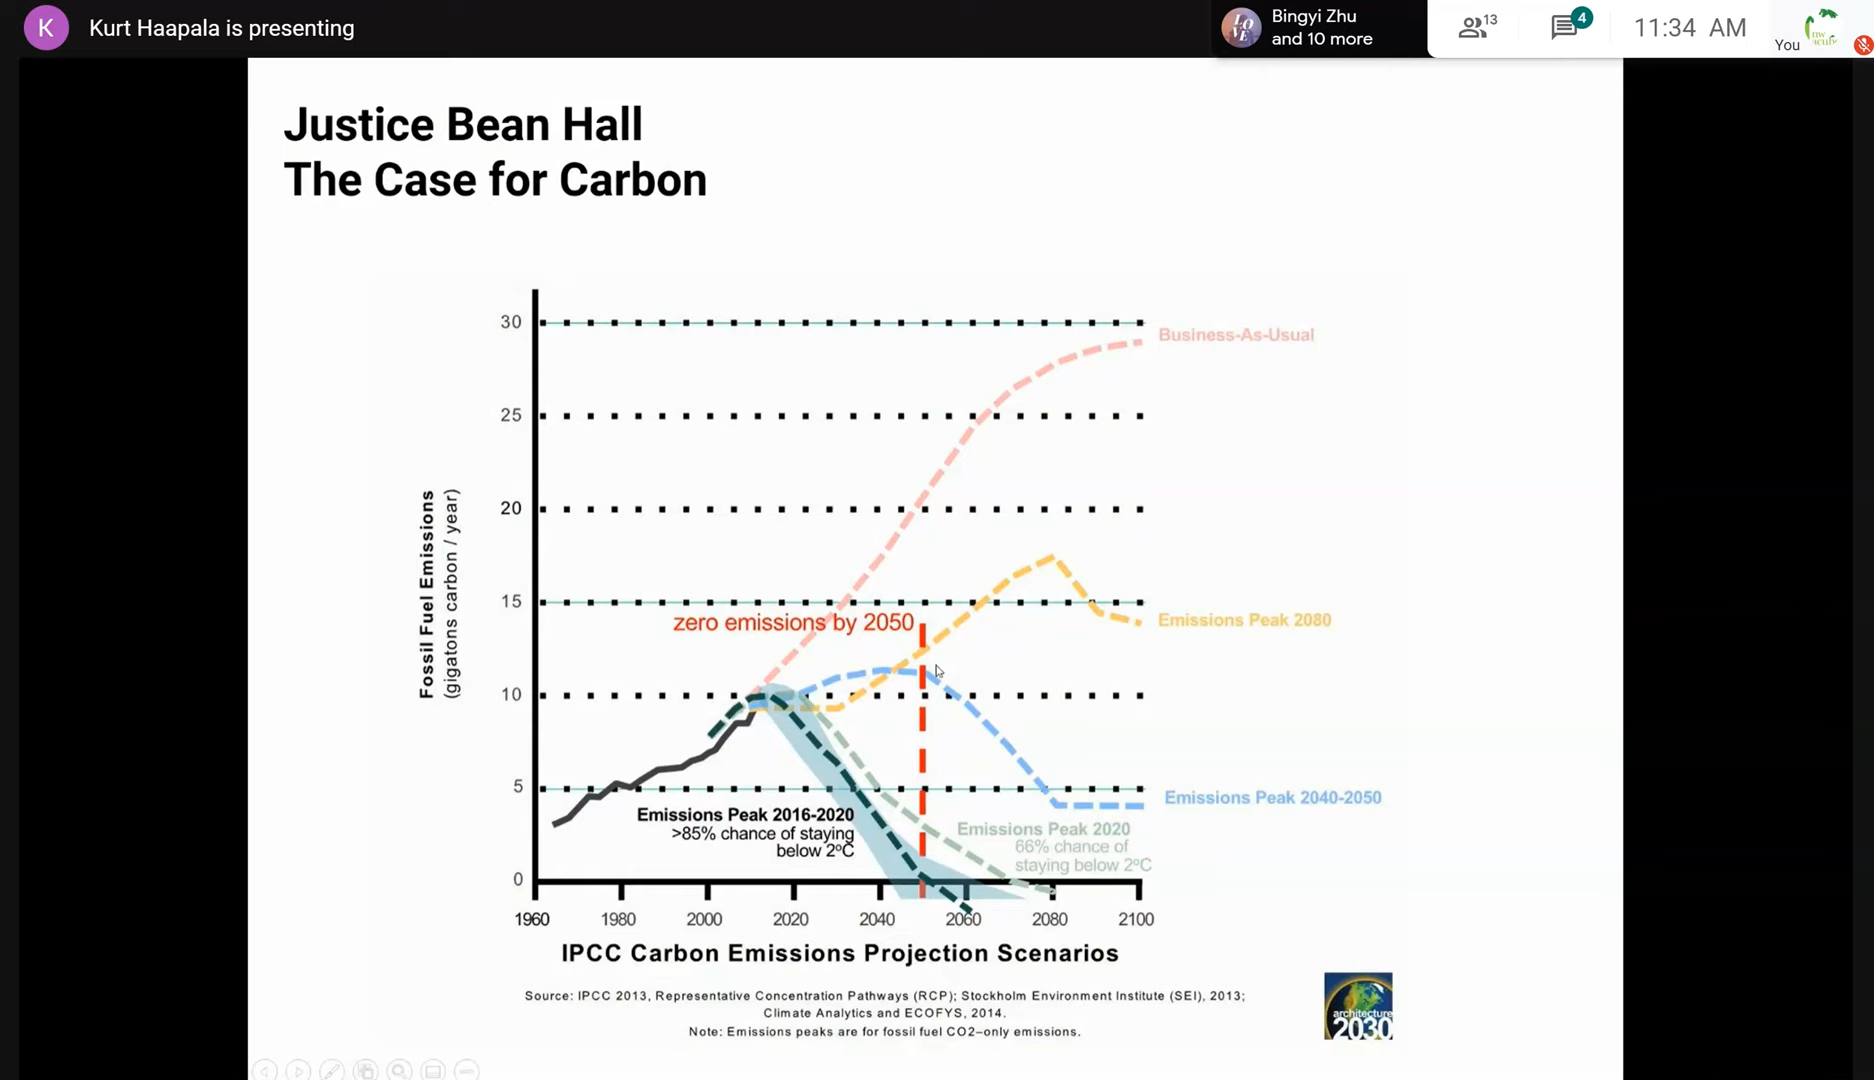 K
Kurt Haapala is presenting
LO
VE
Bingyi Zhu
and 10 more
13
4
11:34 AM
You
Justice Bean Hall
The Case for Carbon
30
Business-As-Usual
25
20
15
zero emissions by 2050
Emissions Peak 2080
Fossil Fuel Emissions
(gigatons carbon / year)
10
5
Emissions Peak 2016-2020
>85% chance of staying
below 2ºC
Emissions Peak 2040-2050
Emissions Peak 2020
66% chance of
staying below 2ºC
0
1960 1980 2000 2020 2040 2060 2080 2100
IPCC Carbon Emissions Projection Scenarios
Source: IPCC 2013, Representative Concentration Pathways (RCP); Stockholm Environment Institute (SEI), 2013;
Climate Analytics and ECOFYS, 2014.
Note: Emissions peaks are for fossil fuel CO2–only emissions.
architecture
2030